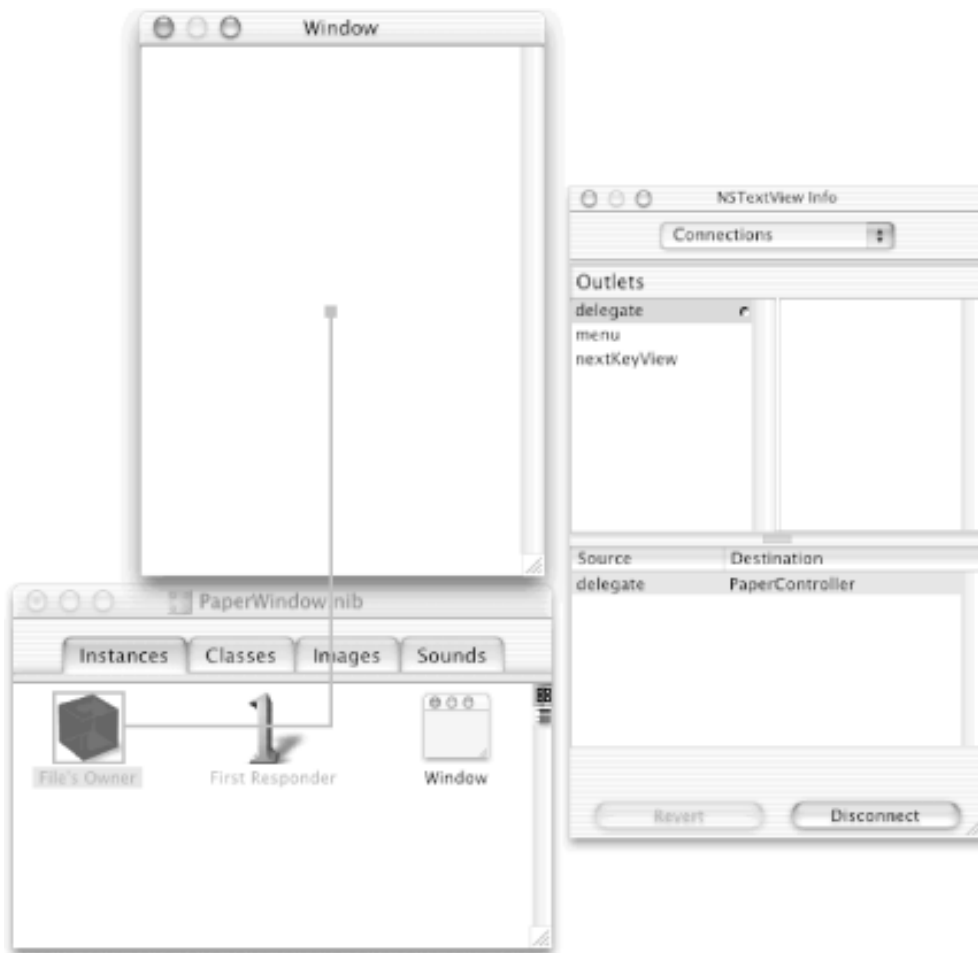 Window
NSTextView Info
Connections
Outlets
delegate
menu
nextKeyView
Source Destination
delegate PaperController
Revert Disconnect
PaperWindow.nib
Instances Classes Images Sounds
File's Owner First Responder Window